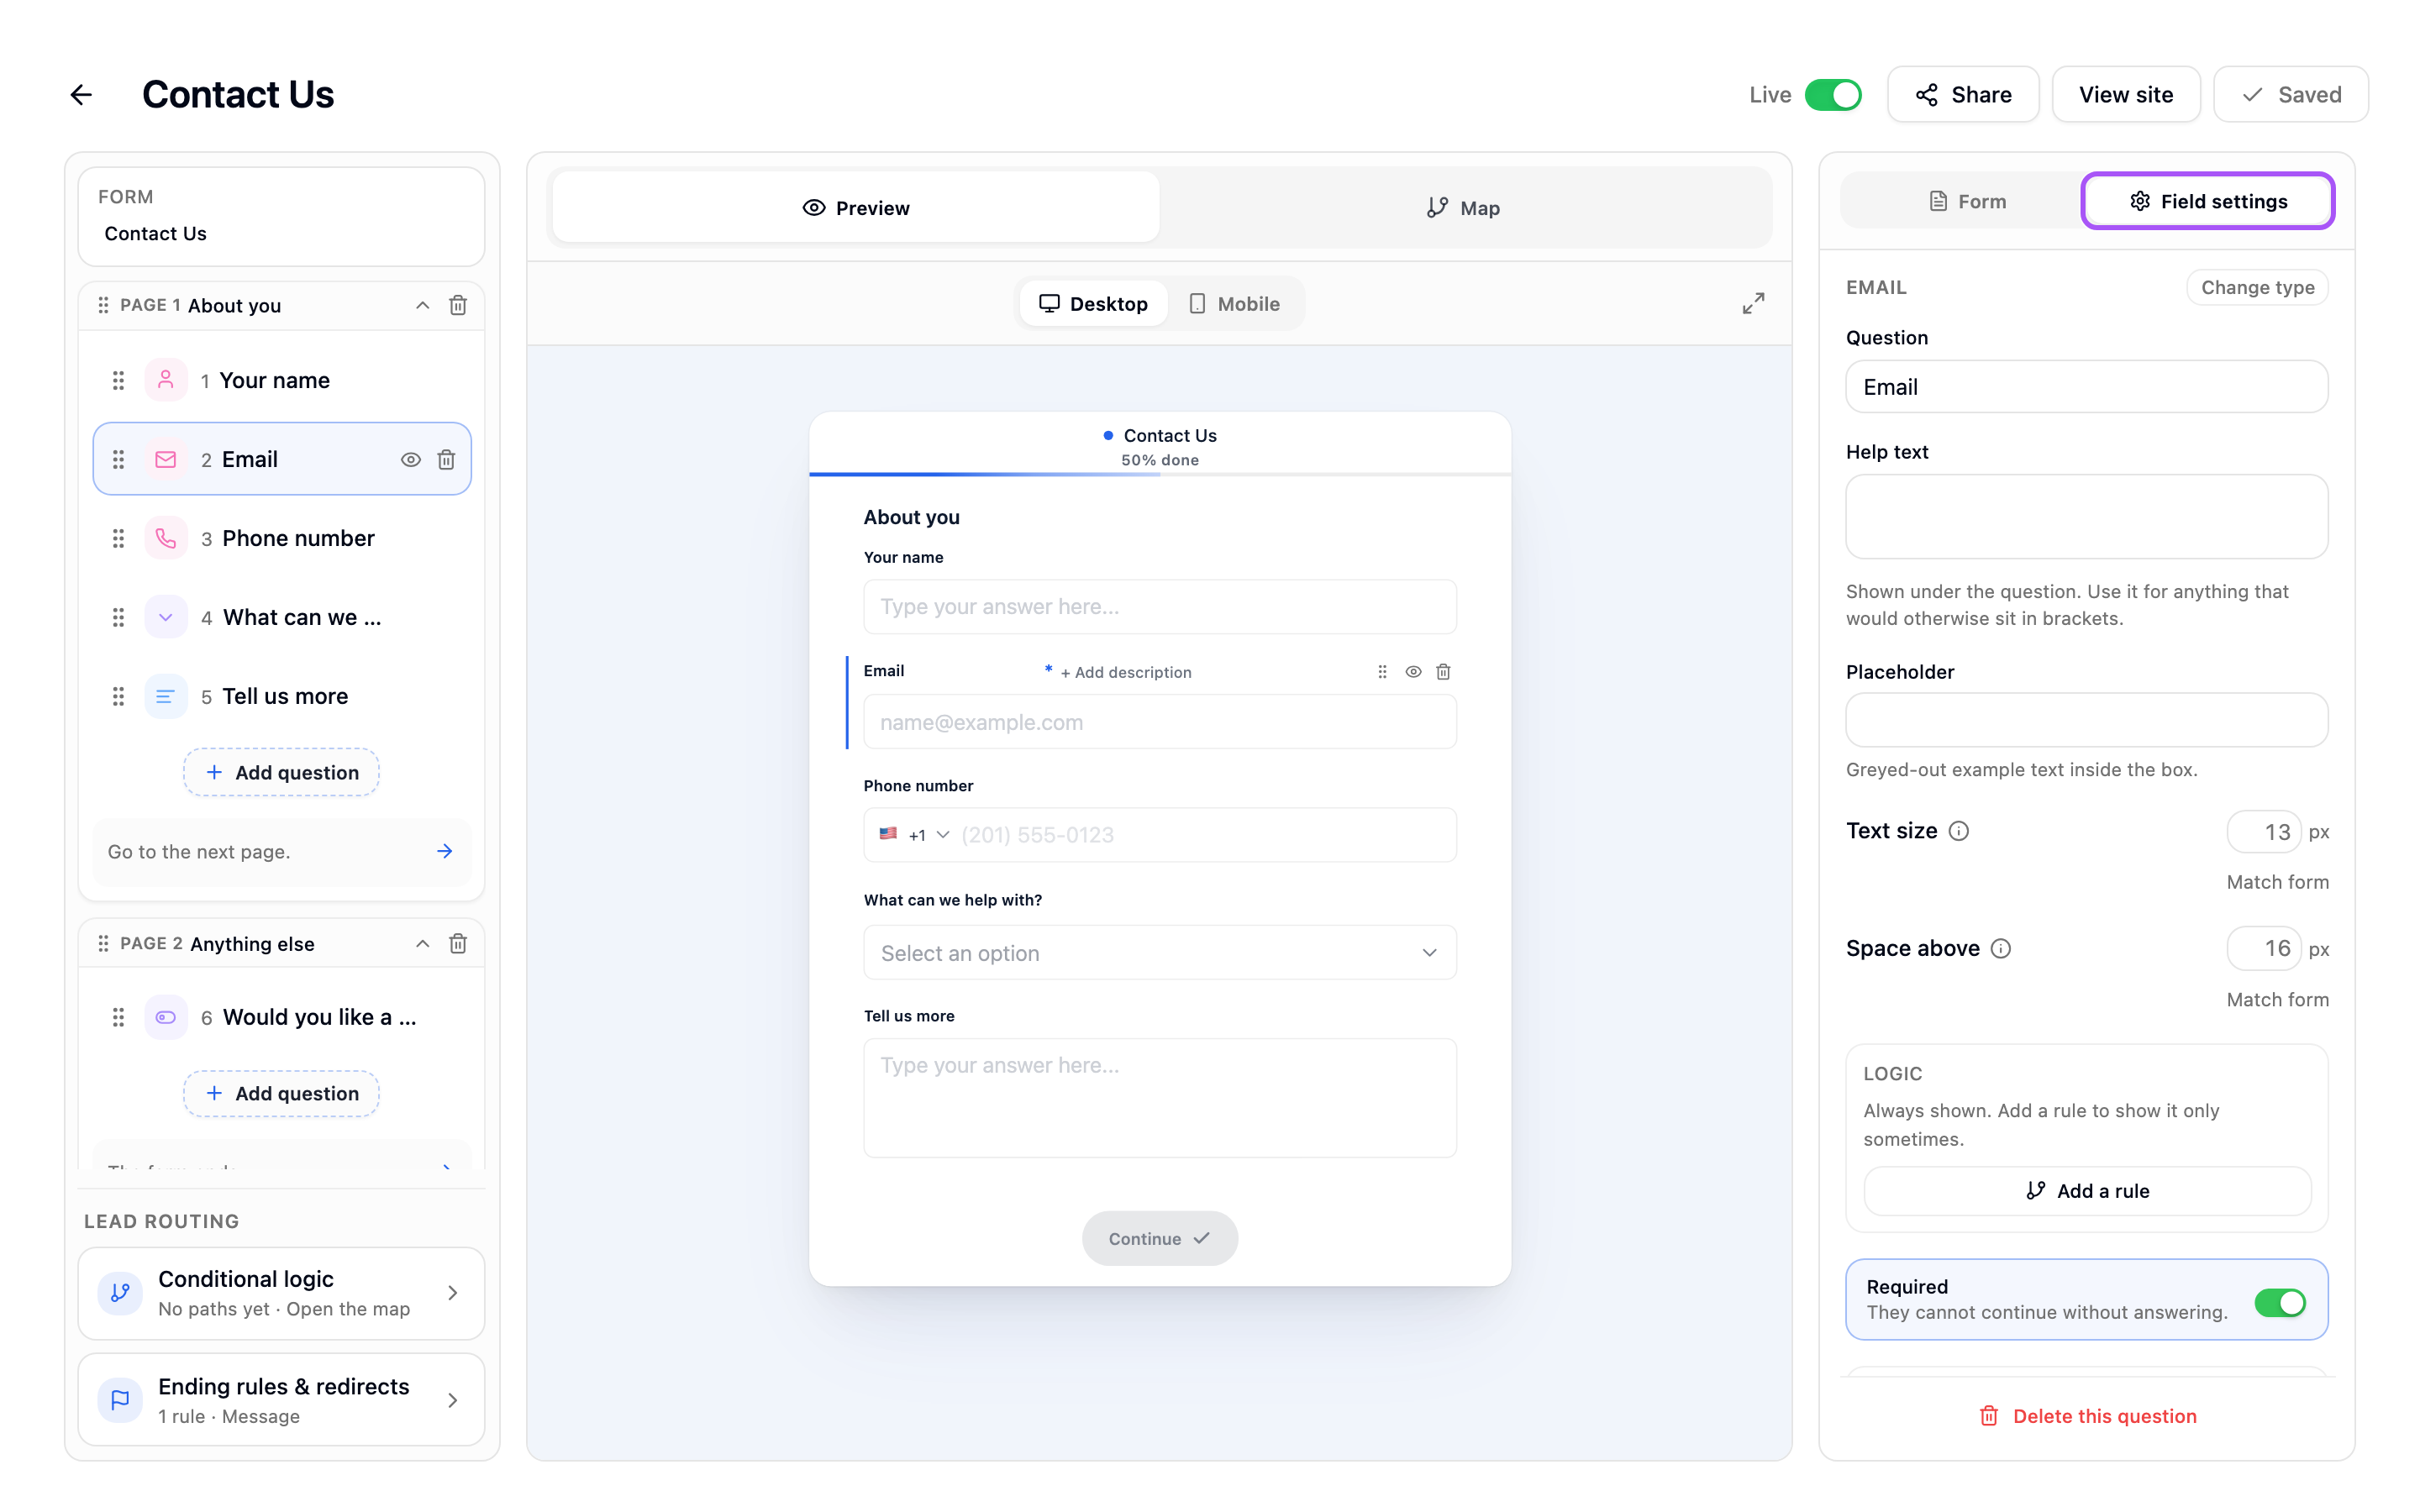 Contact Us
Live
Share
View site
Saved
FORM
Contact Us
PAGE 1 About you
1 Your name
2 Email
3 Phone number
4 What can we ...
5 Tell us more
+ Add question
Go to the next page.
PAGE 2 Anything else
6 Would you like a ...
+ Add question
LEAD ROUTING
Conditional logic
No paths yet · Open the map
Ending rules & redirects
1 rule · Message
Preview
Map
Desktop
Mobile
Contact Us
50% done
About you
Your name
Type your answer here...
Email * + Add description
name@example.com
Phone number
+1 (201) 555-0123
What can we help with?
Select an option
Tell us more
Type your answer here...
Continue
Form
Field settings
EMAIL
Change type
Question
Email
Help text
Shown under the question. Use it for anything that
would otherwise sit in brackets.
Placeholder
Greyed-out example text inside the box.
Text size 13 px
Match form
Space above 16 px
Match form
LOGIC
Always shown. Add a rule to show it only
sometimes.
Add a rule
Required
They cannot continue without answering.
Delete this question